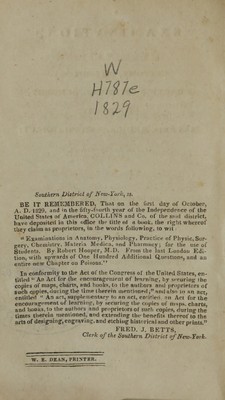 W
H787e
1829
Southern District of New-York, ss.
BE IT REMEMBERED, That on the first day of October,
A. D. 1829, and in the fifty-fourth year of the Independence of the
United States of America, COLLINS and Co. of the said district,
have deposited in this office the title of a book, the right whereof
they claim as proprietors, in the words following, to wit
" Examinations in Anatomy, Physiology, Practice of Physic, Sur-
gery, Chemistry, Materia Medica, and Pharmacy; for the use of
Students. By Robert Hooper, M.D. From the last London Edi-
tion, with upwards of One Hundred Additional Questions, and an
entire new Chapter on Poisons."
In conformity to the Act of the Congress of the United States, en-
titled " An Act for the encouragement of learning, by securing the
copies of maps, charts, and books, to the authors and proprietors of
such copies, during the time therein mentioned;" and also to an act,
entitled " An act, supplementary to an act, entitled an Act for the
encouragement of learning, by securing the copies of maps, charts,
and books, to the authors and proprietors of such copies, during the
times therein mentioned, and extending the benefits thereof to the
arts of designing, engraving, and etching historical and other prints."
FRED. J. BETTS,
Clerk of the Southern District of New-York.
W. E. DEAN, PRINTER.